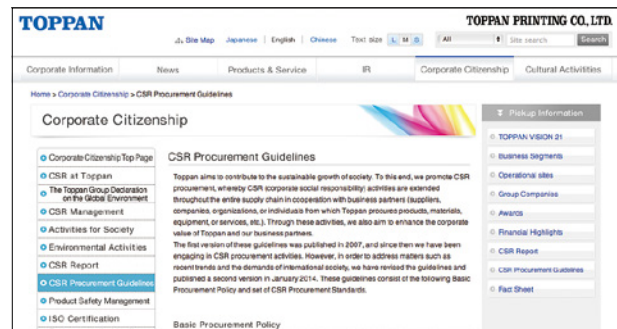 TOPPAN
TOPPAN PRINTING CO., LTD.
Site Map Japanese English Chinese Text size L M S All Site search Search
Corporate Information News Products & Service IR Corporate Citizenship Cultural Activitities
Home > Corporate Citizenship > CSR Procurement Guidelines
Corporate Citizenship
Corporate Citizenship Top Page
CSR at Toppan
The Toppan Group Declaration
on the Global Environment
CSR Management
Activities for Society
Environmental Activities
CSR Report
CSR Procurement Guidelines
Product Safety Management
ISO Certification
CSR Procurement Guidelines
Toppan aims to contribute to the sustainable growth of society. To this end, we promote CSR
procurement, whereby CSR (corporate social responsibility) activities are extended
throughout the entire supply chain in cooperation with business partners (suppliers,
companies, organizations, or individuals from which Toppan procures products, materials,
equipment, or services, etc.). Through these activities, we also aim to enhance the corporate
value of Toppan and our business partners.
The first version of these guidelines was published in 2007, and since then we have been
engaging in CSR procurement activities. However, in order to address matters such as
recent trends and the demands of international society, we have revised the guidelines and
published a second version in January 2014. These guidelines consist of the following Basic
Procurement Policy and set of CSR Procurement Standards.
Basic Procurement Policy
Pickup Information
TOPPAN VISION 21
Business Segments
Operational sites
Group Companies
Awards
Financial Highlights
CSR Report
CSR Procurement Guidelines
Fact Sheet